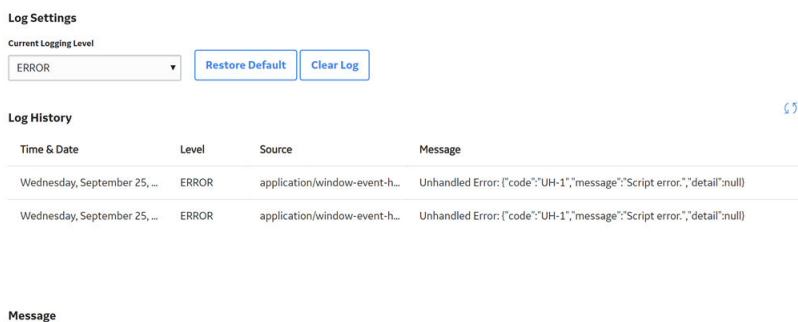 Log Settings
Current Logging Level
ERROR
Restore Default
Clear Log
Log History
Time & Date Level Source Message
Wednesday, September 25, ... ERROR application/window-event-h... Unhandled Error: {"code":"UH-1","message":"Script error.","detail":null}
Wednesday, September 25, ... ERROR application/window-event-h... Unhandled Error: {"code":"UH-1","message":"Script error.","detail":null}
Message